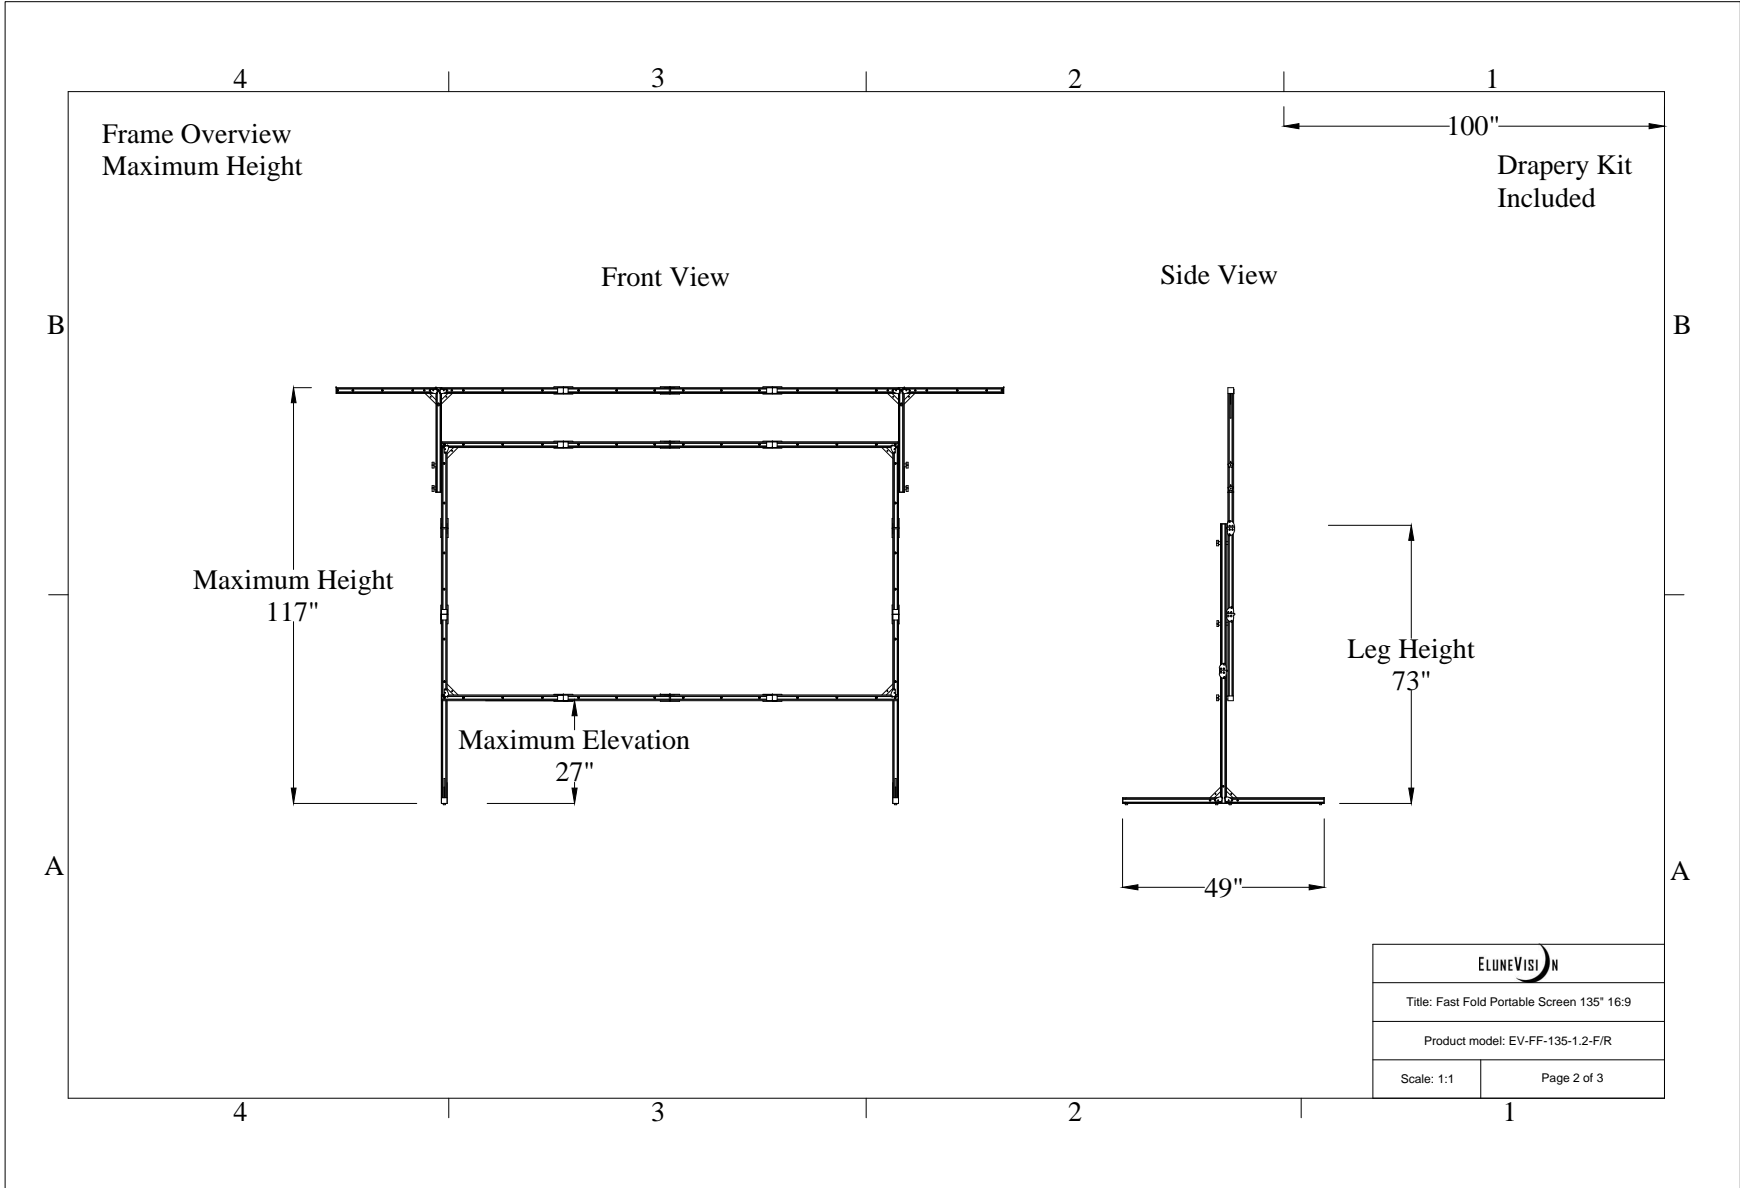 4 3 2 1
100"
Frame Overview
Maximum Height
Drapery Kit
Included
Front View
Side View
B B
Maximum Height
117"
Leg Height
73"
Maximum Elevation
27"
A A
49"
ELUNEVISION
Title: Fast Fold Portable Screen 135" 16:9
Product model: EV-FF-135-1.2-F/R
Scale: 1:1 Page 2 of 3
4 3 2 1